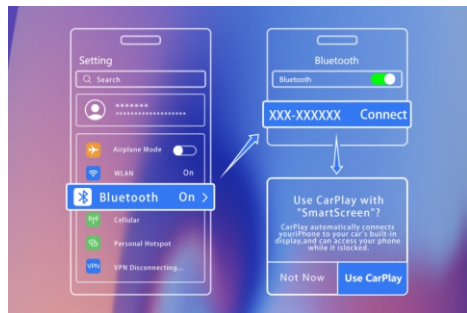 Setting
Search
*******
*******************
Airplane Mode
WLAN On
Bluetooth On >
Cellular
Personal Hotspot
VPN VPN Disconnecting...
Bluetooth
Bluetooth
XXX-XXXXXX Connect
Use CarPlay with
"SmartScreen"?
CarPlay automatically connects
youriPhone to your car's built-in
display,and can access your phone
while it islocked.
Not Now Use CarPlay